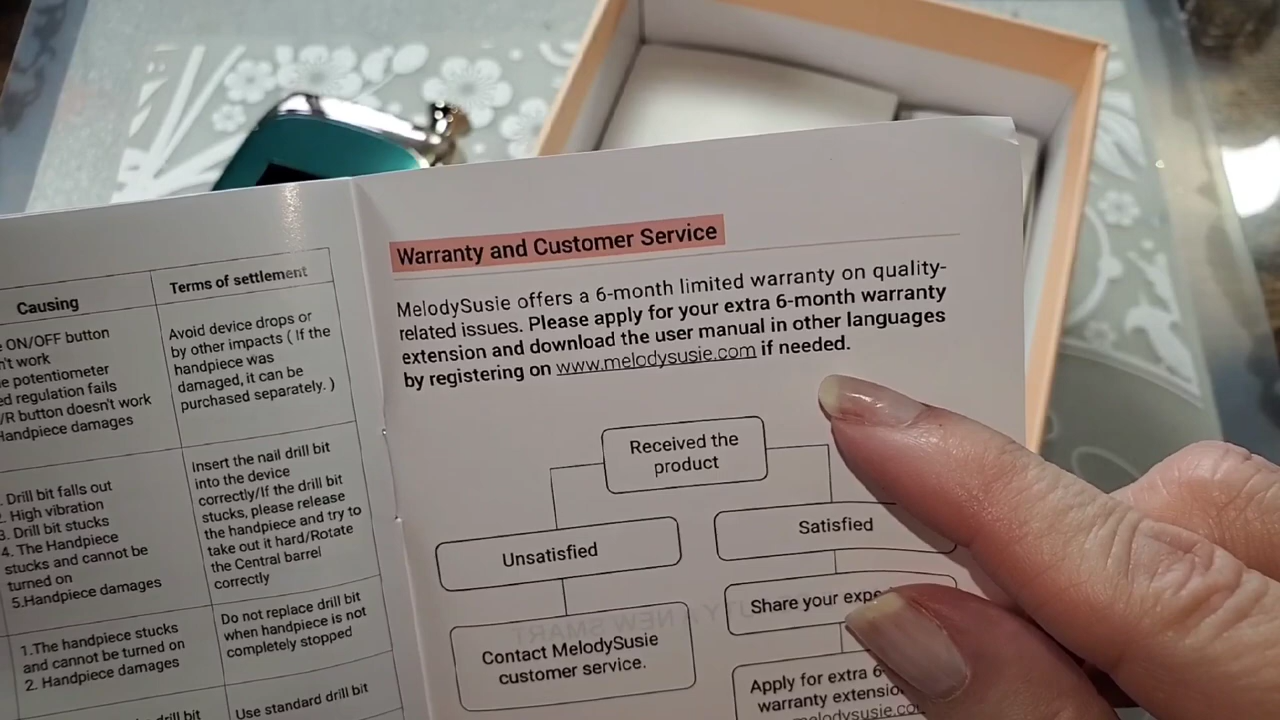 Causing
Terms of settlement
ON/OFF button
work
potentiometer
regulation fails
button doesn't work
Handpiece damages
Avoid device drops or
by other impacts ( If the
handpiece was
damaged, it can be
purchased separately. )
Drill bit falls out
High vibration
3. Drill bit stucks
4. The Handpiece
stucks and cannot be
turned on
5.Handpiece damages
Insert the nail drill bit
into the device
correctly/If the drill bit
stucks, please release
the handpiece and try to
take out it hard/Rotate
the Central barrel
correctly
1.The handpiece stucks
and cannot be turned on
2. Handpiece damages
Do not replace drill bit
when handpiece is not
completely stopped
drill bit
Use standard drill bit
Warranty and Customer Service
MelodySusie offers a 6-month limited warranty on quality-
related issues. Please apply for your extra 6-month warranty
extension and download the user manual in other languages
by registering on www.melodysusie.com if needed.
Received the
product
Unsatisfied
Satisfied
Contact MelodySusie
customer service.
Share your
Apply for extra
warranty